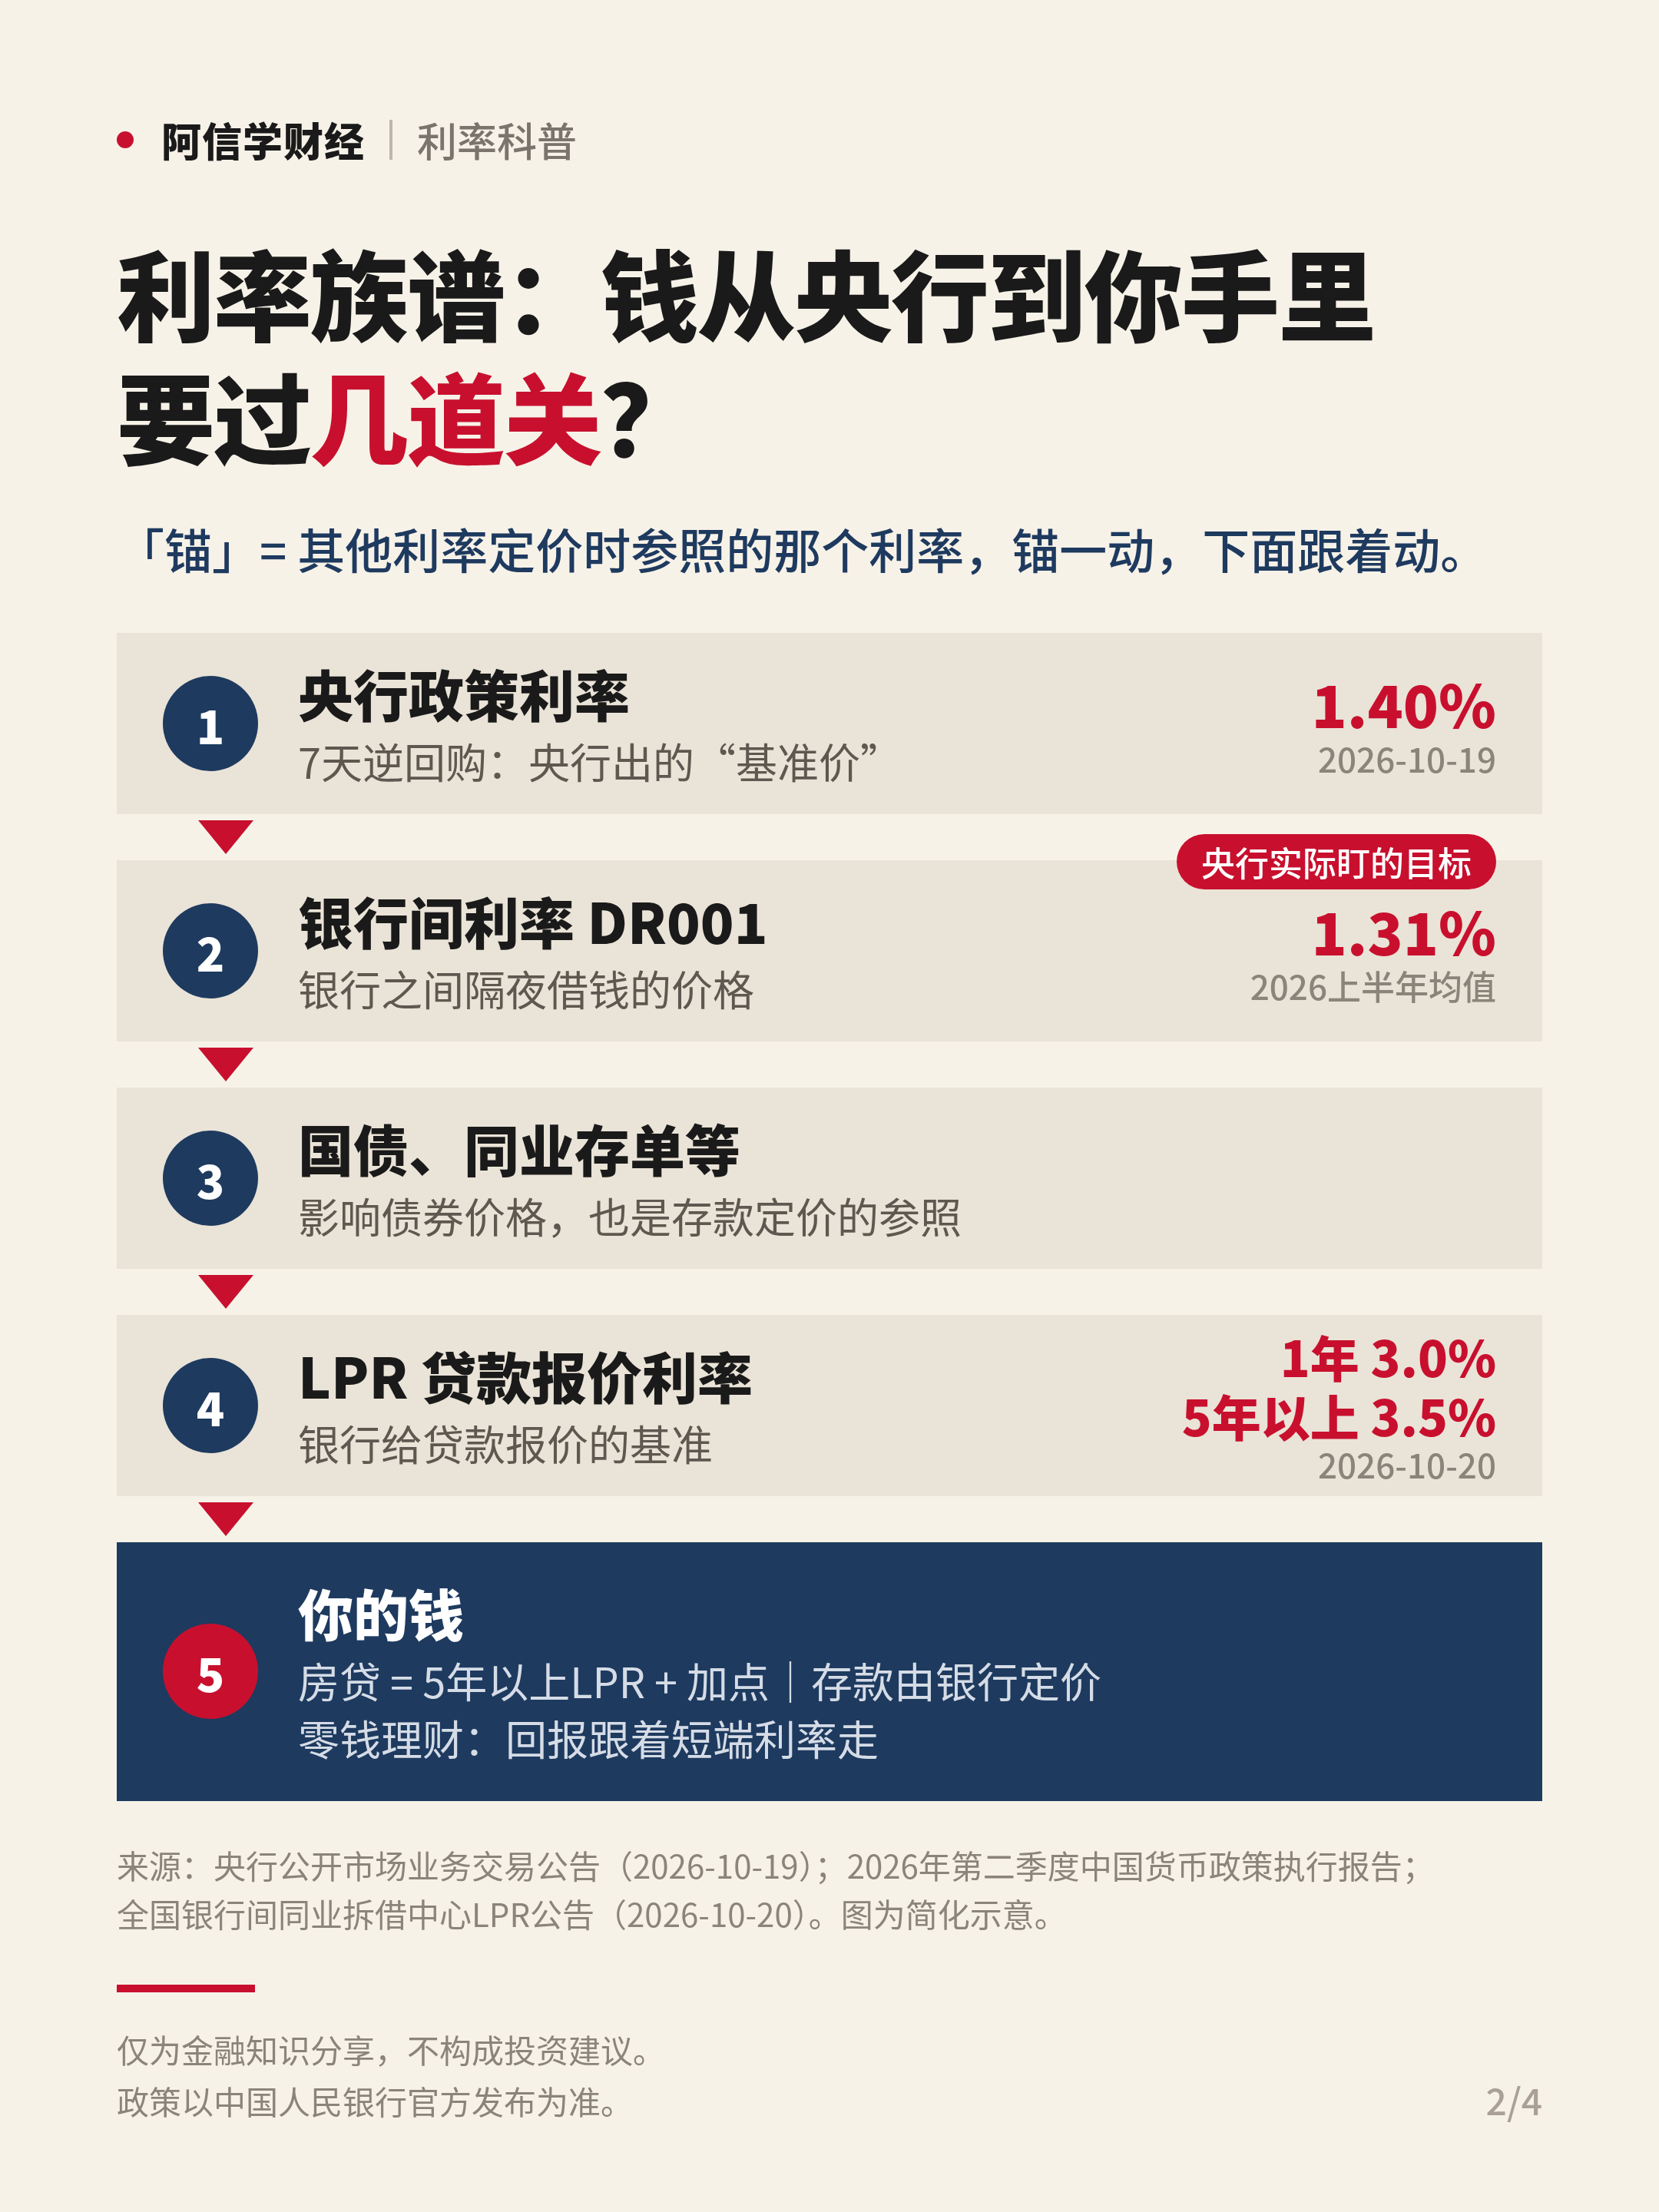 阿信学财经｜利率科普
利率族谱：钱从央行到你手里
要过几道关？
「锚」= 其他利率定价时参照的那个利率，锚一动，下面跟着动。
1
央行政策利率
7天逆回购：央行出的“基准价”
1.40%
2026-10-19
央行实际盯的目标
2
银行间利率 DR001
银行之间隔夜借钱的价格
1.31%
2026上半年均值
3
国债、同业存单等
影响债券价格，也是存款定价的参照
4
LPR 贷款报价利率
银行给贷款报价的基准
1年 3.0%
5年以上 3.5%
2026-10-20
5
你的钱
房贷 = 5年以上LPR + 加点｜存款由银行定价
零钱理财：回报跟着短端利率走
来源：央行公开市场业务交易公告（2026-10-19）；2026年第二季度中国货币政策执行报告；
全国银行间同业拆借中心LPR公告（2026-10-20）。图为简化示意。
仅为金融知识分享，不构成投资建议。
政策以中国人民银行官方发布为准。
2/4